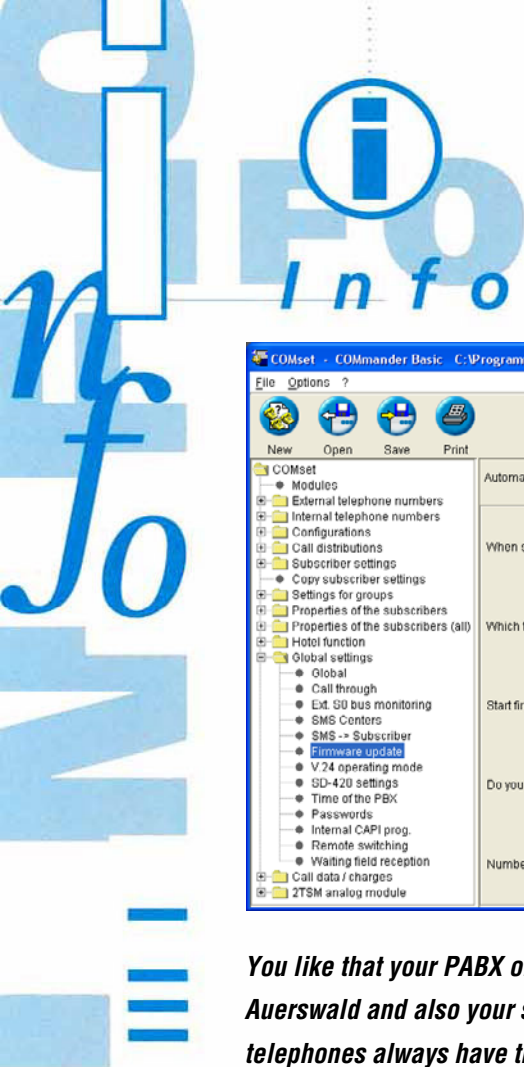 Info
COMset - COMmander Basic C:\Program
File Options ?
New Open Save Print
COMset
Modules
External telephone numbers
Internal telephone numbers
Configurations
Call distributions
Subscriber settings
Copy subscriber settings
Settings for groups
Properties of the subscribers
Properties of the subscribers (all)
Hotel function
Global settings
Global
Call through
Ext. S0 bus monitoring
SMS Centers
SMS -> Subscriber
Firmware update
V.24 operating mode
SD-420 settings
Time of the PBX
Passwords
Internal CAPI prog.
Remote switching
Waiting field reception
Call data / charges
2TSM analog module
When
Do you
You like that your PABX
Auerswald and also your
telephones always have